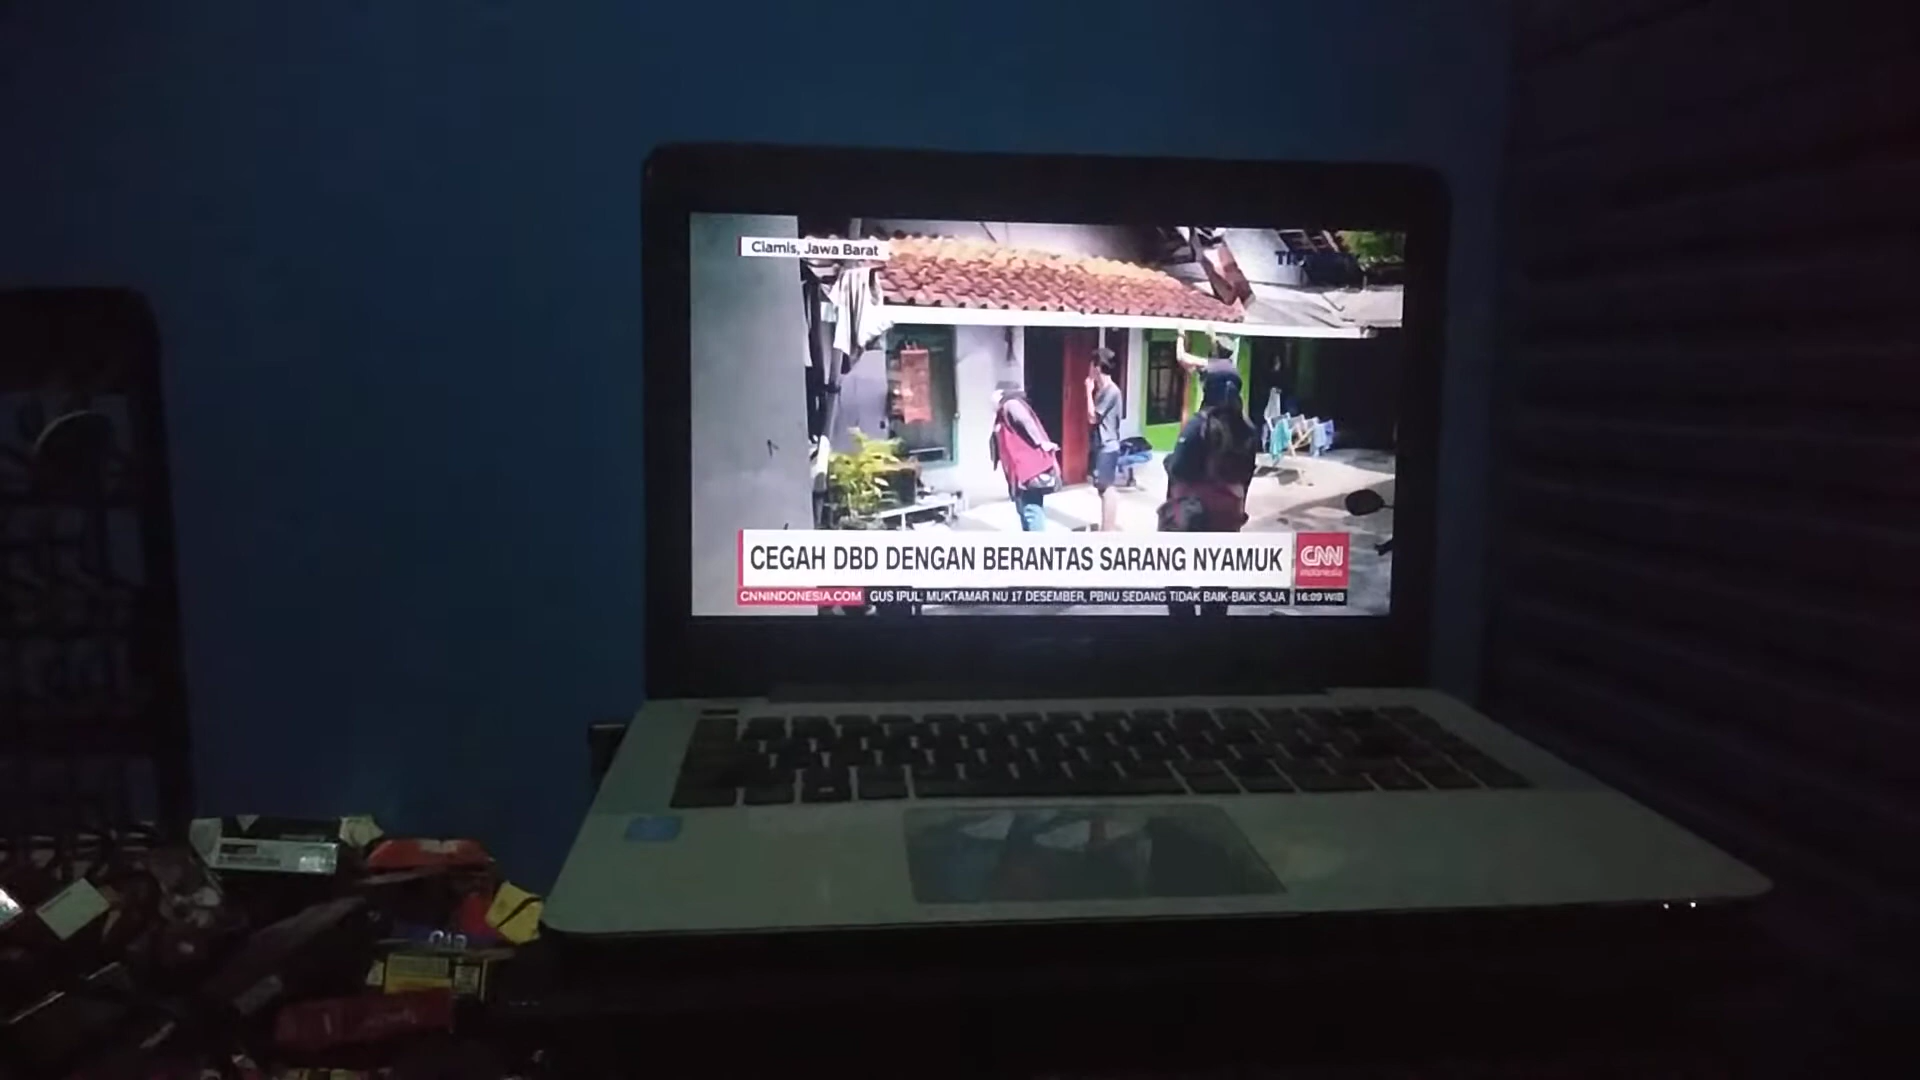 Ciamis, Jawa Barat
CEGAH DBD DENGAN BERANTAS SARANG NYAMUK
CNN
Indonesia
CNNINDONESIA.COM GUS IPUL: MUKTAMAR NU 17 DESEMBER, PBNU SEDANG TIDAK BAIK-BAIK SAJA 16:09 WIB